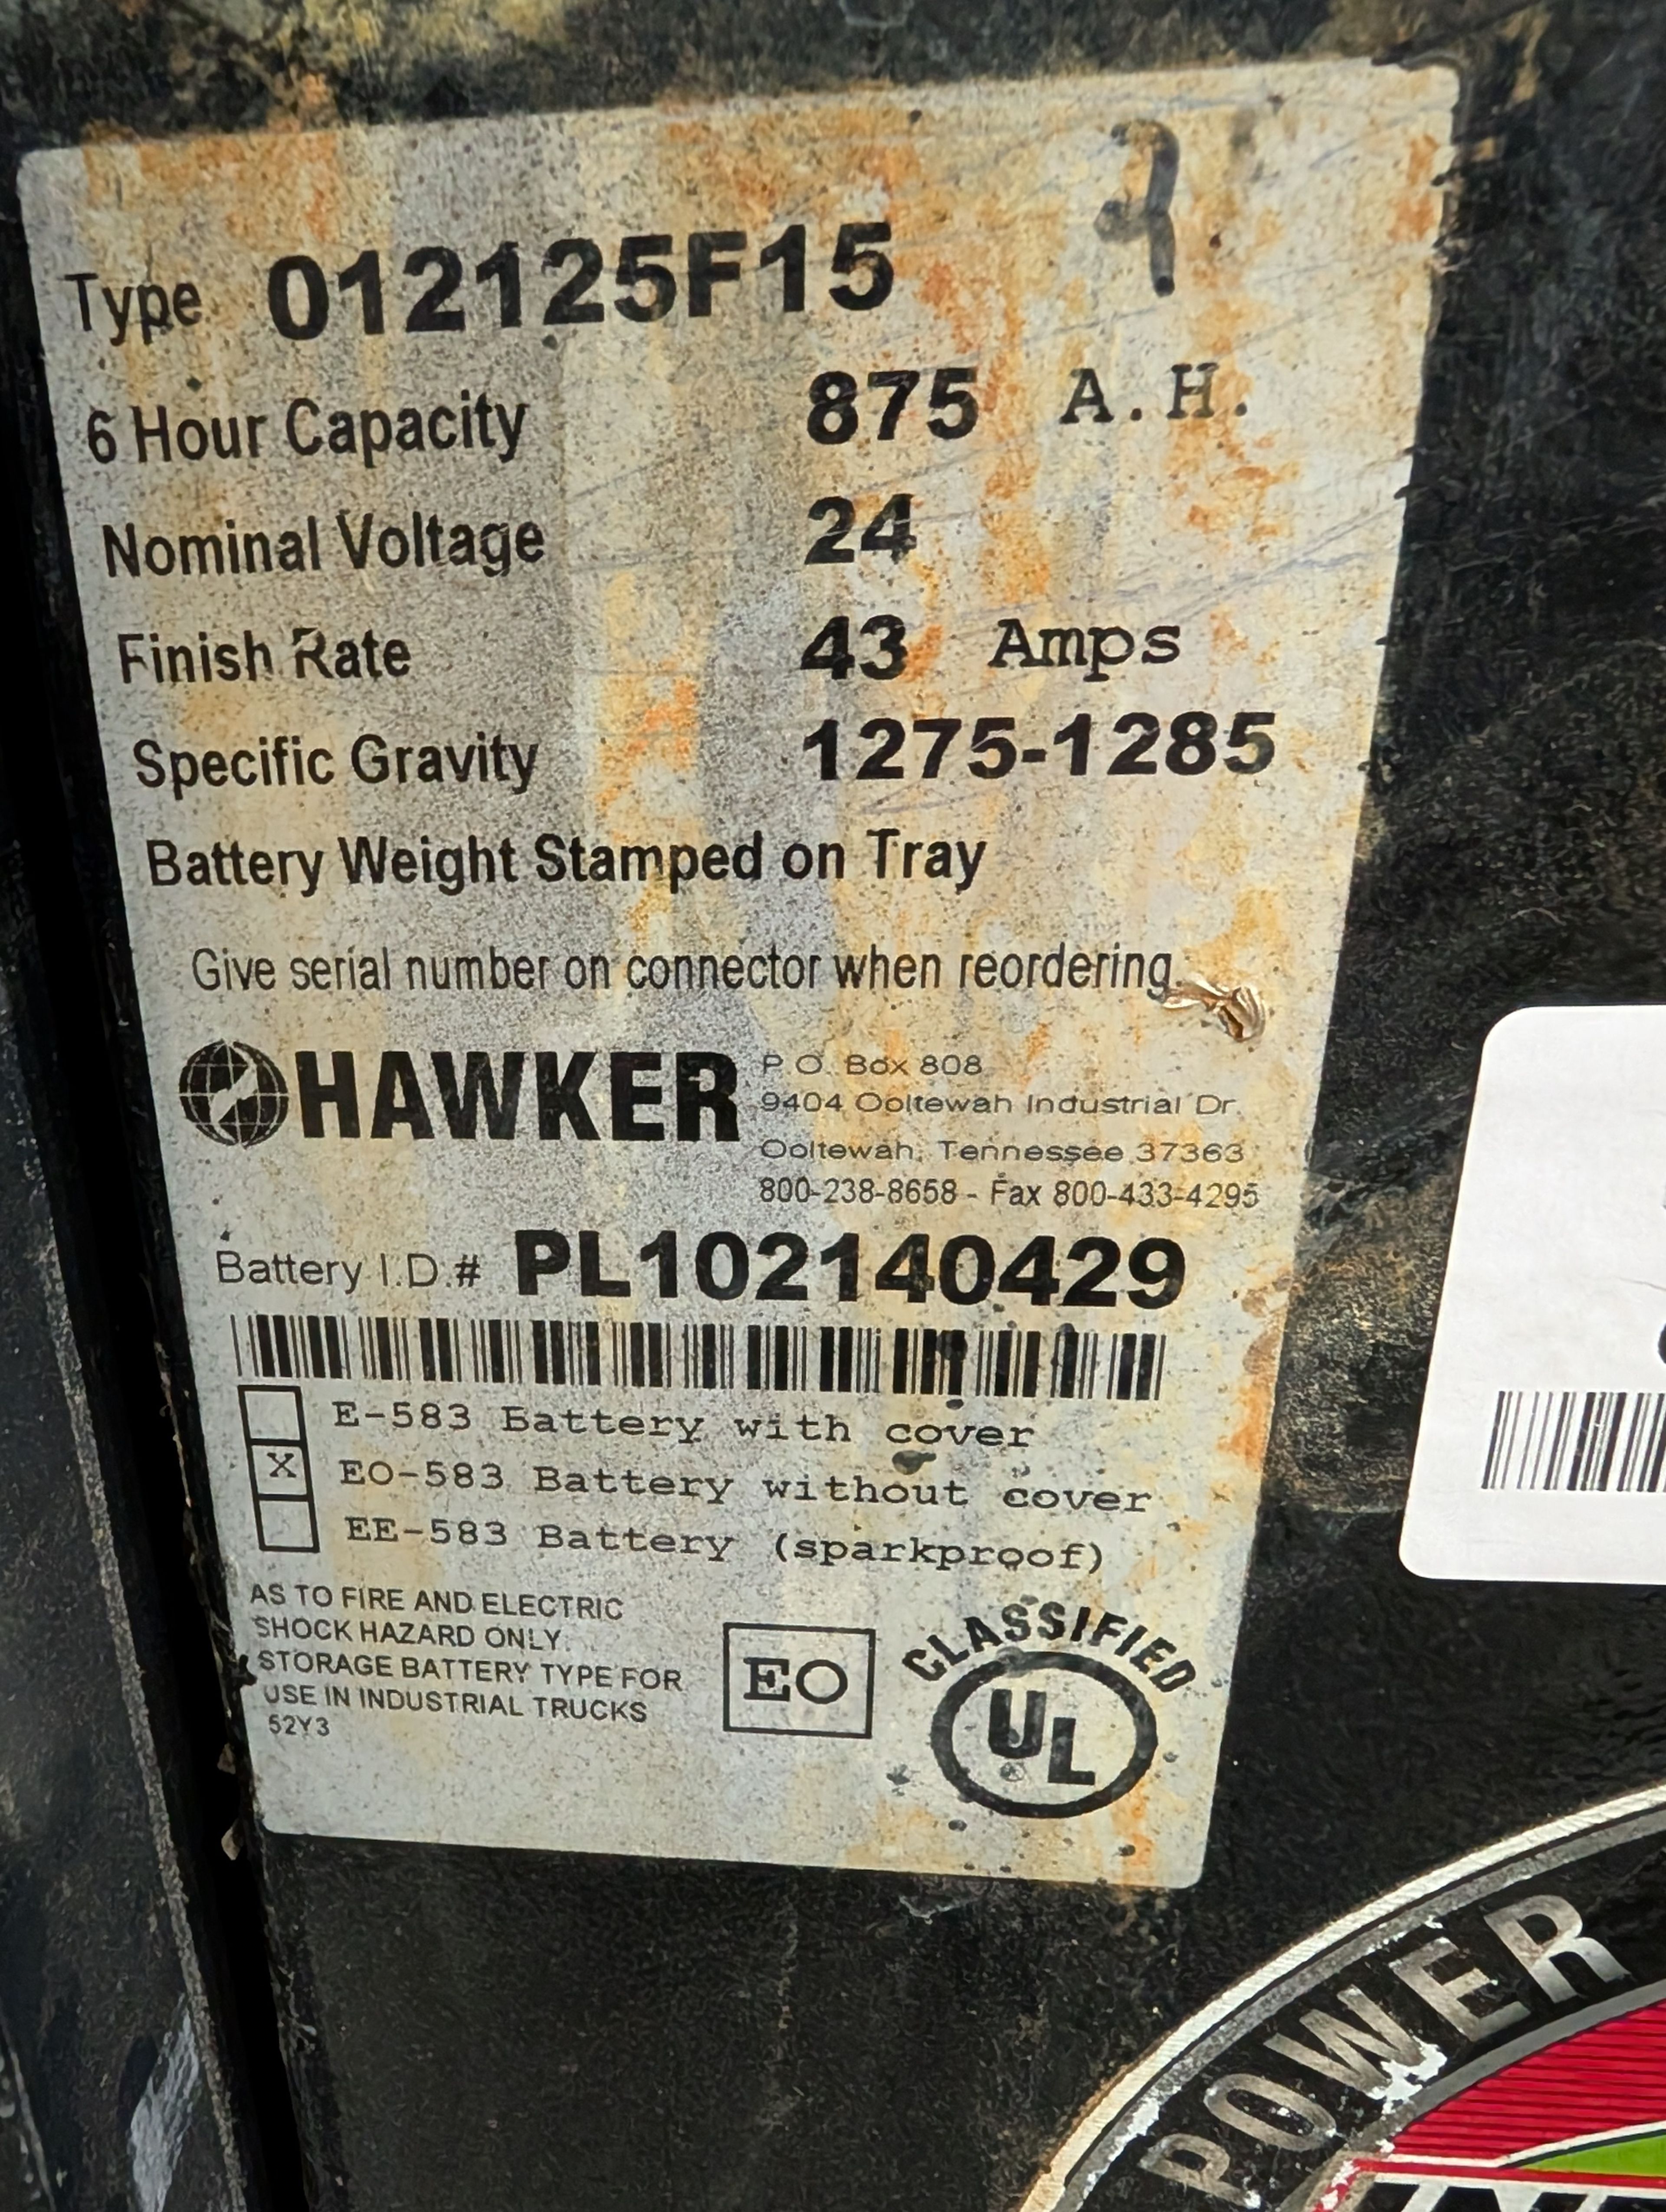 Type 012125F15
6 Hour Capacity 875 A.H.
Nominal Voltage 24
Finish Rate 43 Amps
Specific Gravity 1275-1285
Battery Weight Stamped on Tray
Give serial number on connector when reordering.
HAWKER
P.O. Box 808
9404 Ooltewah Industrial Dr.
Ooltewah, Tennessee 37363
800-238-8658 - Fax 800-433-4295
Battery I.D.# PL102140429
E-583 Battery with cover
X EO-583 Battery without cover
EE-583 Battery (sparkproof)
AS TO FIRE AND ELECTRIC
SHOCK HAZARD ONLY.
STORAGE BATTERY TYPE FOR
USE IN INDUSTRIAL TRUCKS
52Y3
EO
CLASSIFIED
UL
POWER